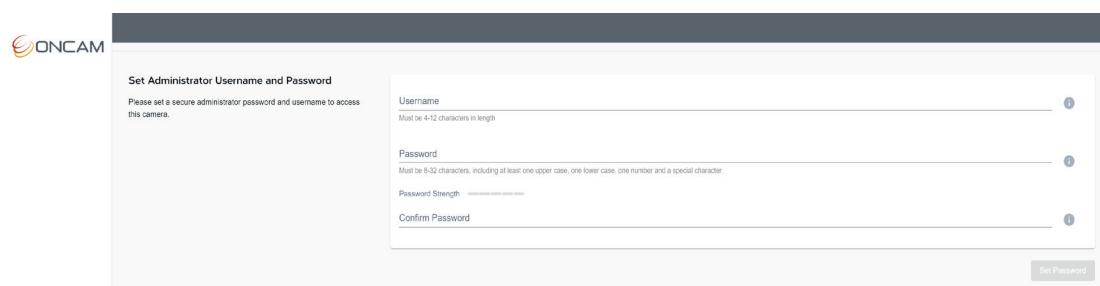 ONCAM
Set Administrator Username and Password
Please set a secure administrator password and username to access
this camera.
Username
Must be 4-12 characters in length
Password
Must be 8-32 characters, including at least one upper case, one lower case, one number and a special character
Password Strength
Confirm Password
Set Password